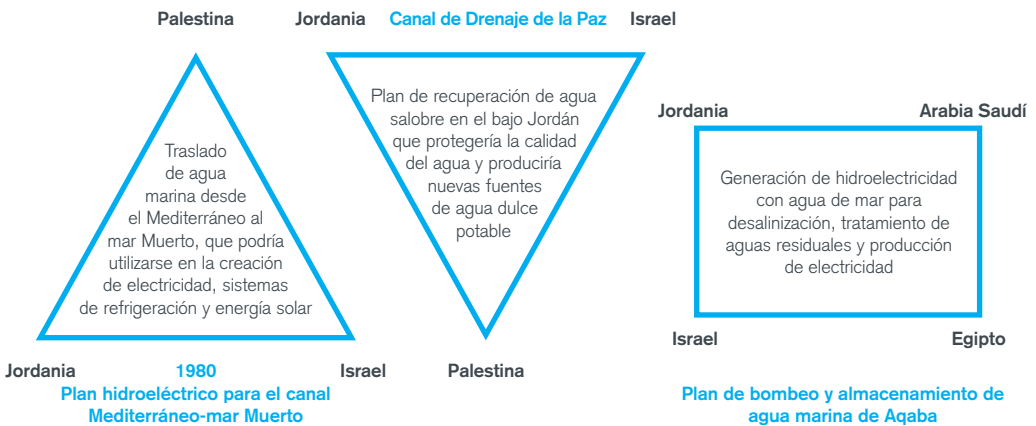 Palestina
Traslado
de agua
marina desde
el Mediterráneo al
mar Muerto, que podría
utilizarse en la creación
de electricidad, sistemas
de refrigeración y energía solar
Jordania
1980
Israel
Plan hidroeléctrico para el canal
Mediterráneo-mar Muerto
Jordania
Canal de Drenaje de la Paz
Israel
Plan de recuperación de agua
salobre en el bajo Jordán
que protegería la calidad
del agua y produciría
nuevas fuentes
de agua dulce
potable
Palestina
Jordania
Arabia Saudí
Generación de hidroelectricidad
con agua de mar para
desalinización, tratamiento de
aguas residuales y producción
de electricidad
Israel
Egipto
Plan de bombeo y almacenamiento de
agua marina de Aqaba